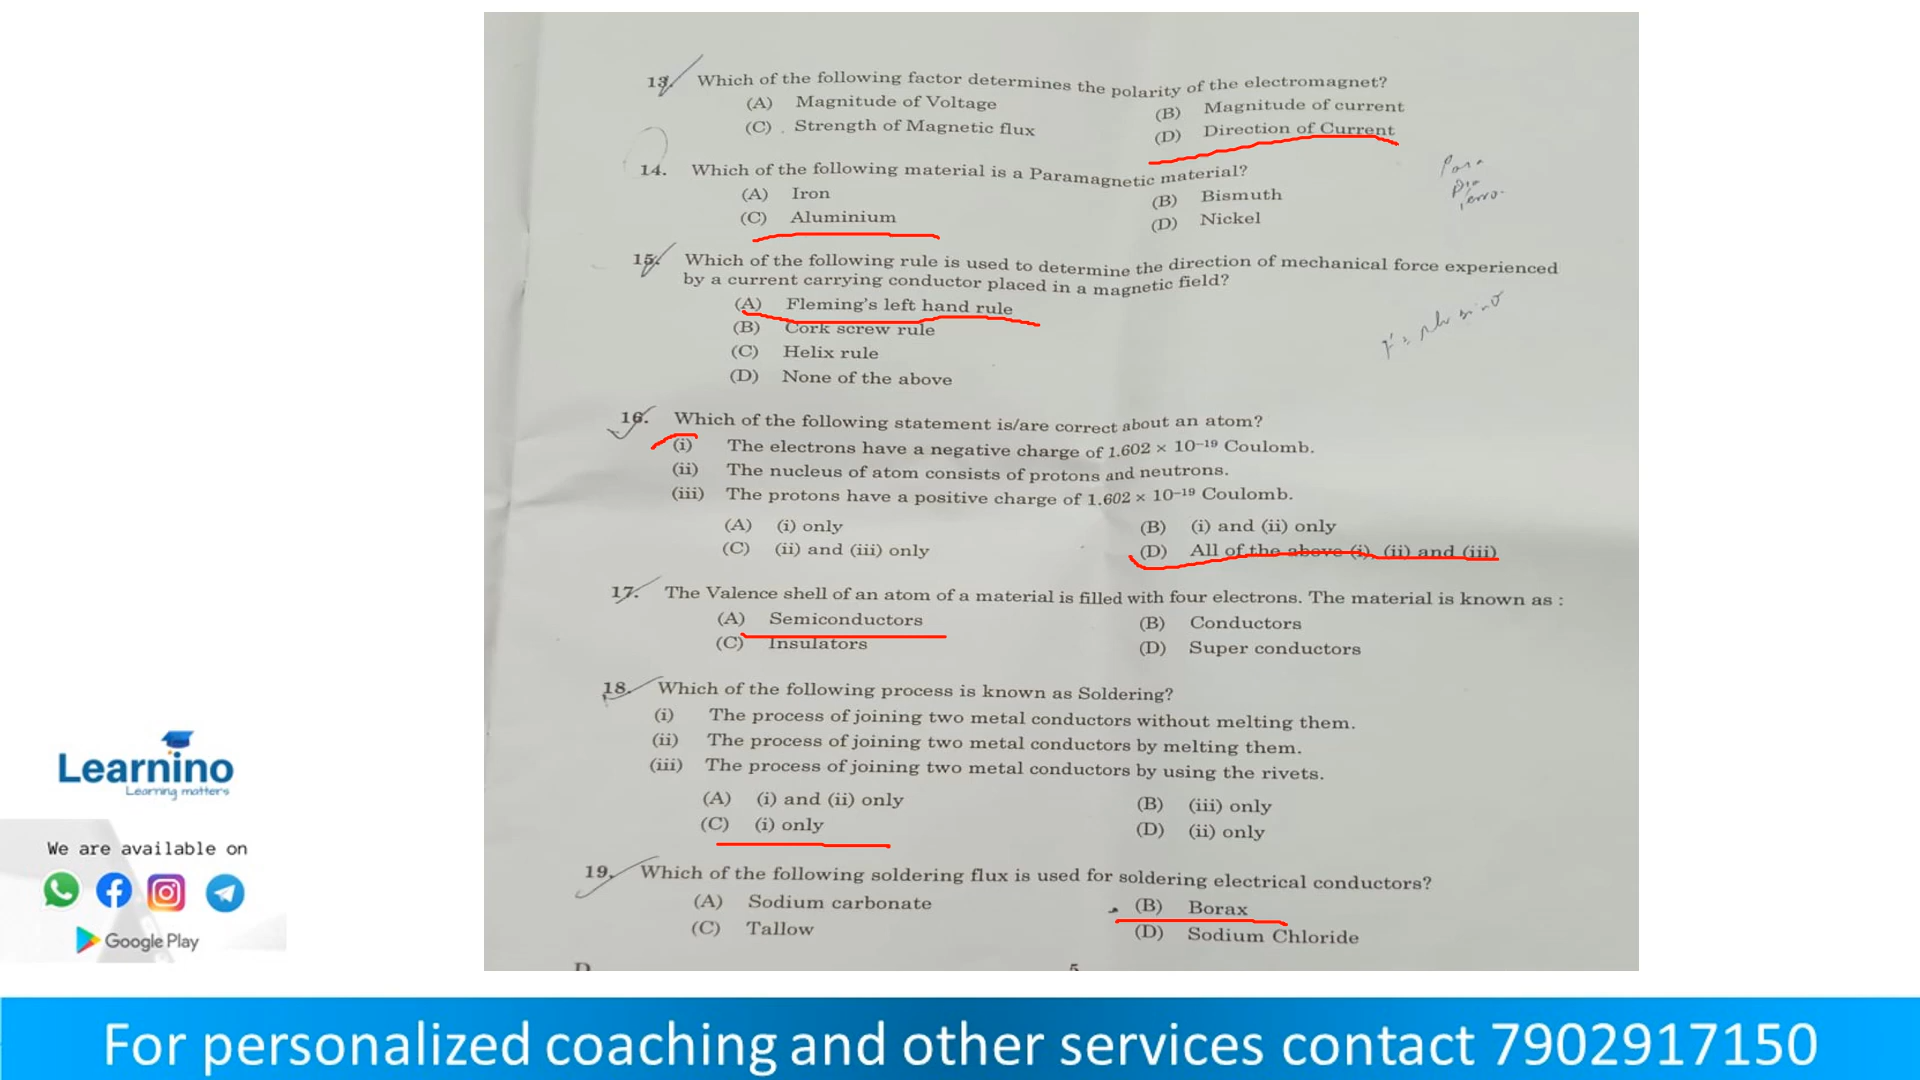 13. Which of the following factor determines the polarity of the electromagnet?
(A) Magnitude of Voltage
(B) Magnitude of current
(C) Strength of Magnetic flux
(D) Direction of Current
14. Which of the following material is a Paramagnetic material?
(A) Iron
(B) Bismuth
(C) Aluminium
(D) Nickel
Para
Dia
Ferro
15. Which of the following rule is used to determine the direction of mechanical force experienced
by a current carrying conductor placed in a magnetic field?
(A) Fleming's left hand rule
(B) Cork screw rule
(C) Helix rule
(D) None of the above
16. Which of the following statement is/are correct about an atom?
(i) The electrons have a negative charge of 1.602 × 10⁻¹⁹ Coulomb.
(ii) The nucleus of atom consists of protons and neutrons.
(iii) The protons have a positive charge of 1.602 × 10⁻¹⁹ Coulomb.
(A) (i) only
(B) (i) and (ii) only
(C) (ii) and (iii) only
(D) All of the above (i), (ii) and (iii)
17. The Valence shell of an atom of a material is filled with four electrons. The material is known as :
(A) Semiconductors
(B) Conductors
(C) Insulators
(D) Super conductors
18. Which of the following process is known as Soldering?
(i) The process of joining two metal conductors without melting them.
(ii) The process of joining two metal conductors by melting them.
(iii) The process of joining two metal conductors by using the rivets.
(A) (i) and (ii) only
(B) (iii) only
(C) (i) only
(D) (ii) only
19. Which of the following soldering flux is used for soldering electrical conductors?
(A) Sodium carbonate
(B) Borax
(C) Tallow
(D) Sodium Chloride
Learnino
Learning matters
We are available on
Google Play
For personalized coaching and other services contact 7902917150